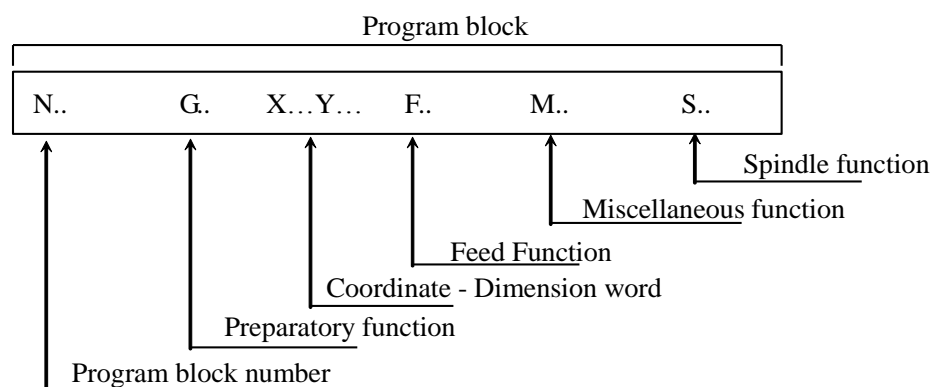 Program block
N.. G.. X…Y… F.. M.. S..
Spindle function
Miscellaneous function
Feed Function
Coordinate - Dimension word
Preparatory function
Program block number